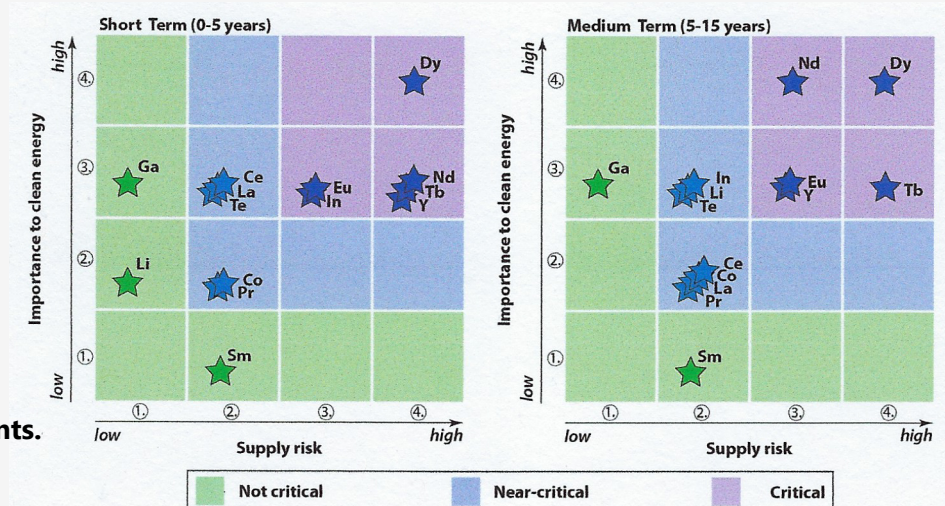 Short Term (0-5 years)
high
Importance to clean energy
low
④.
③.
②.
①.
Dy
Ga
Ce
La
Te
Eu
In
Nd
Tb
Y
Li
Co
Pr
Sm
①.
②.
③.
④.
low
high
Supply risk
Medium Term (5-15 years)
high
Importance to clean energy
low
④.
③.
②.
①.
Nd
Dy
Ga
In
Li
Te
Eu
Y
Tb
Ce
Co
La
Pr
Sm
①.
②.
③.
④.
low
high
Supply risk
nts.
Not critical
Near-critical
Critical